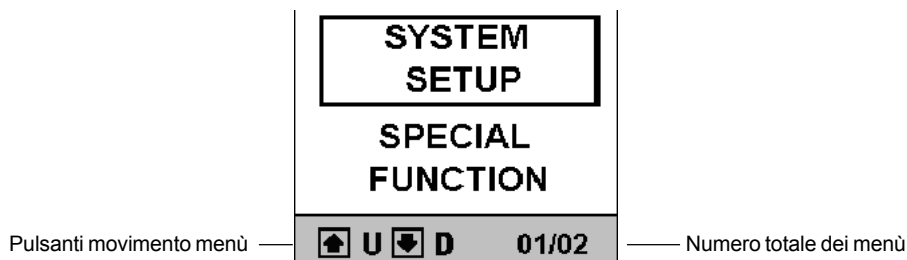 SYSTEM
SETUP
SPECIAL
FUNCTION
Pulsanti movimento menù
U D 01/02
Numero totale dei menù